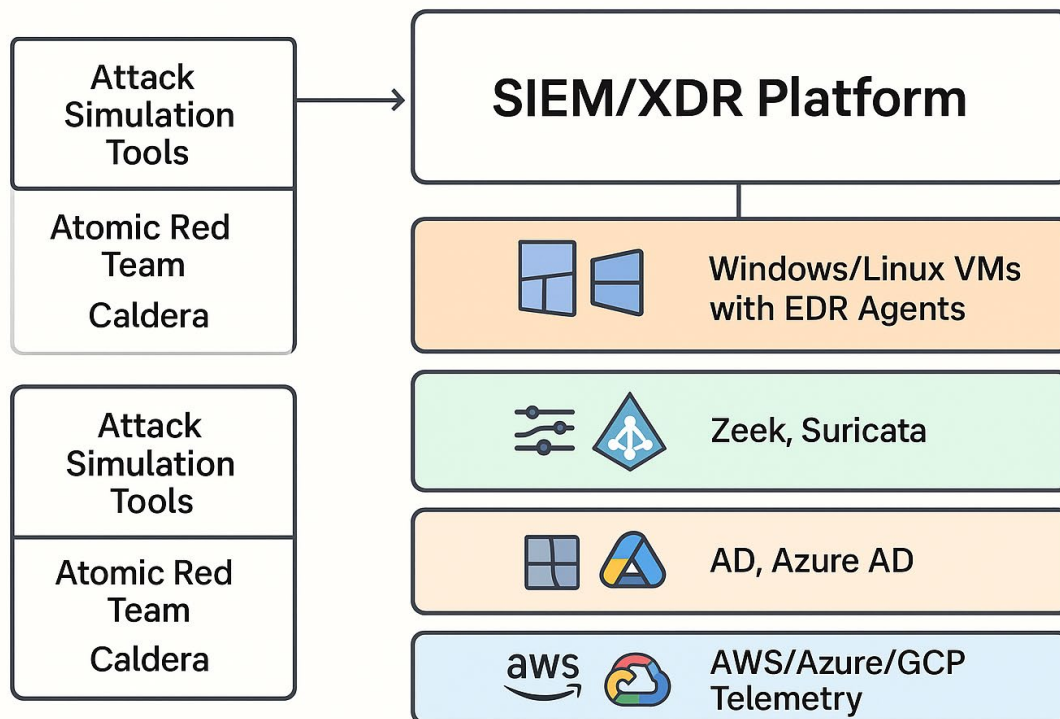 Attack
Simulation
Tools
Atomic Red
Team
Caldera
SIEM/XDR Platform
Windows/Linux VMs
with EDR Agents
Zeek, Suricata
AD, Azure AD
aws
AWS/Azure/GCP
Telemetry
Attack
Simulation
Tools
Atomic Red
Team
Caldera